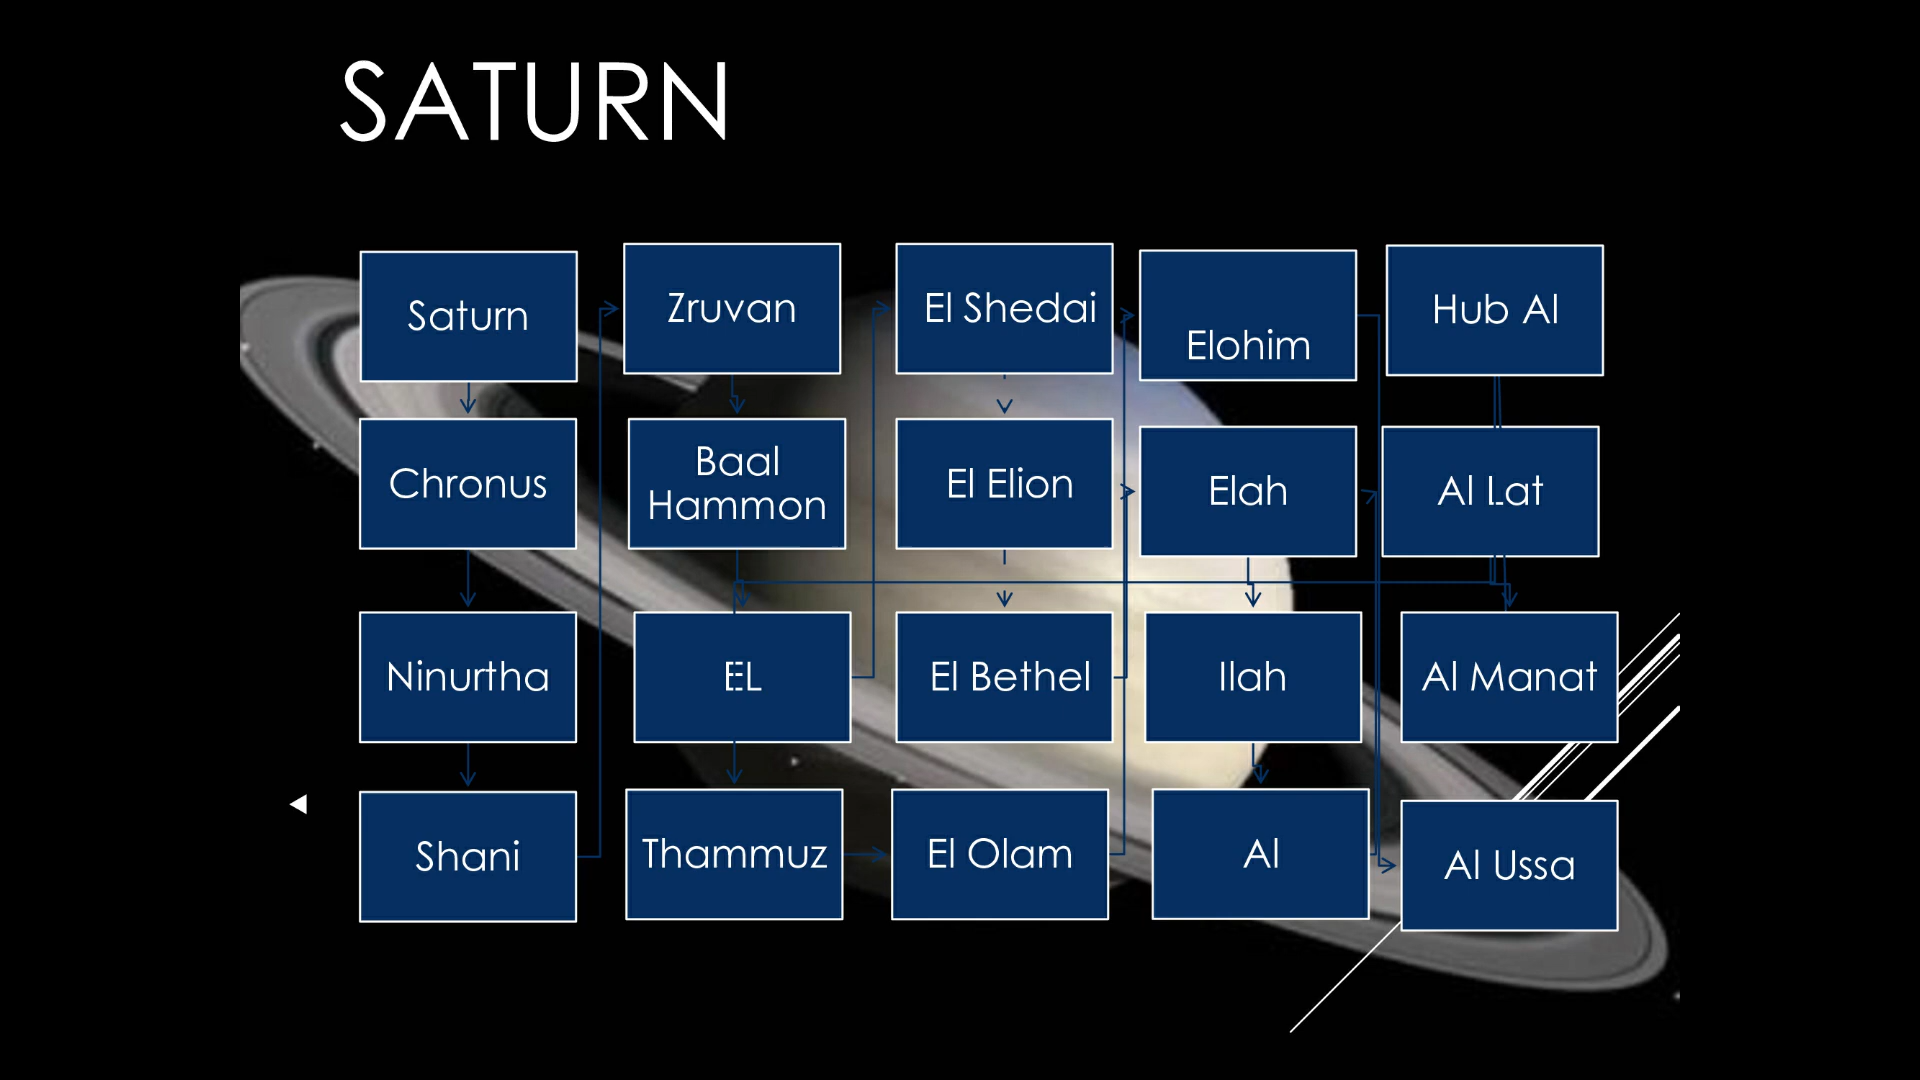 SATURN
Saturn
Chronus
Ninurtha
Shani
Zruvan
Baal
Hammon
EL
Thammuz
El Shedai
El Elion
El Bethel
El Olam
Elohim
Elah
Ilah
Al
Hub Al
Al Lat
Al Manat
Al Ussa